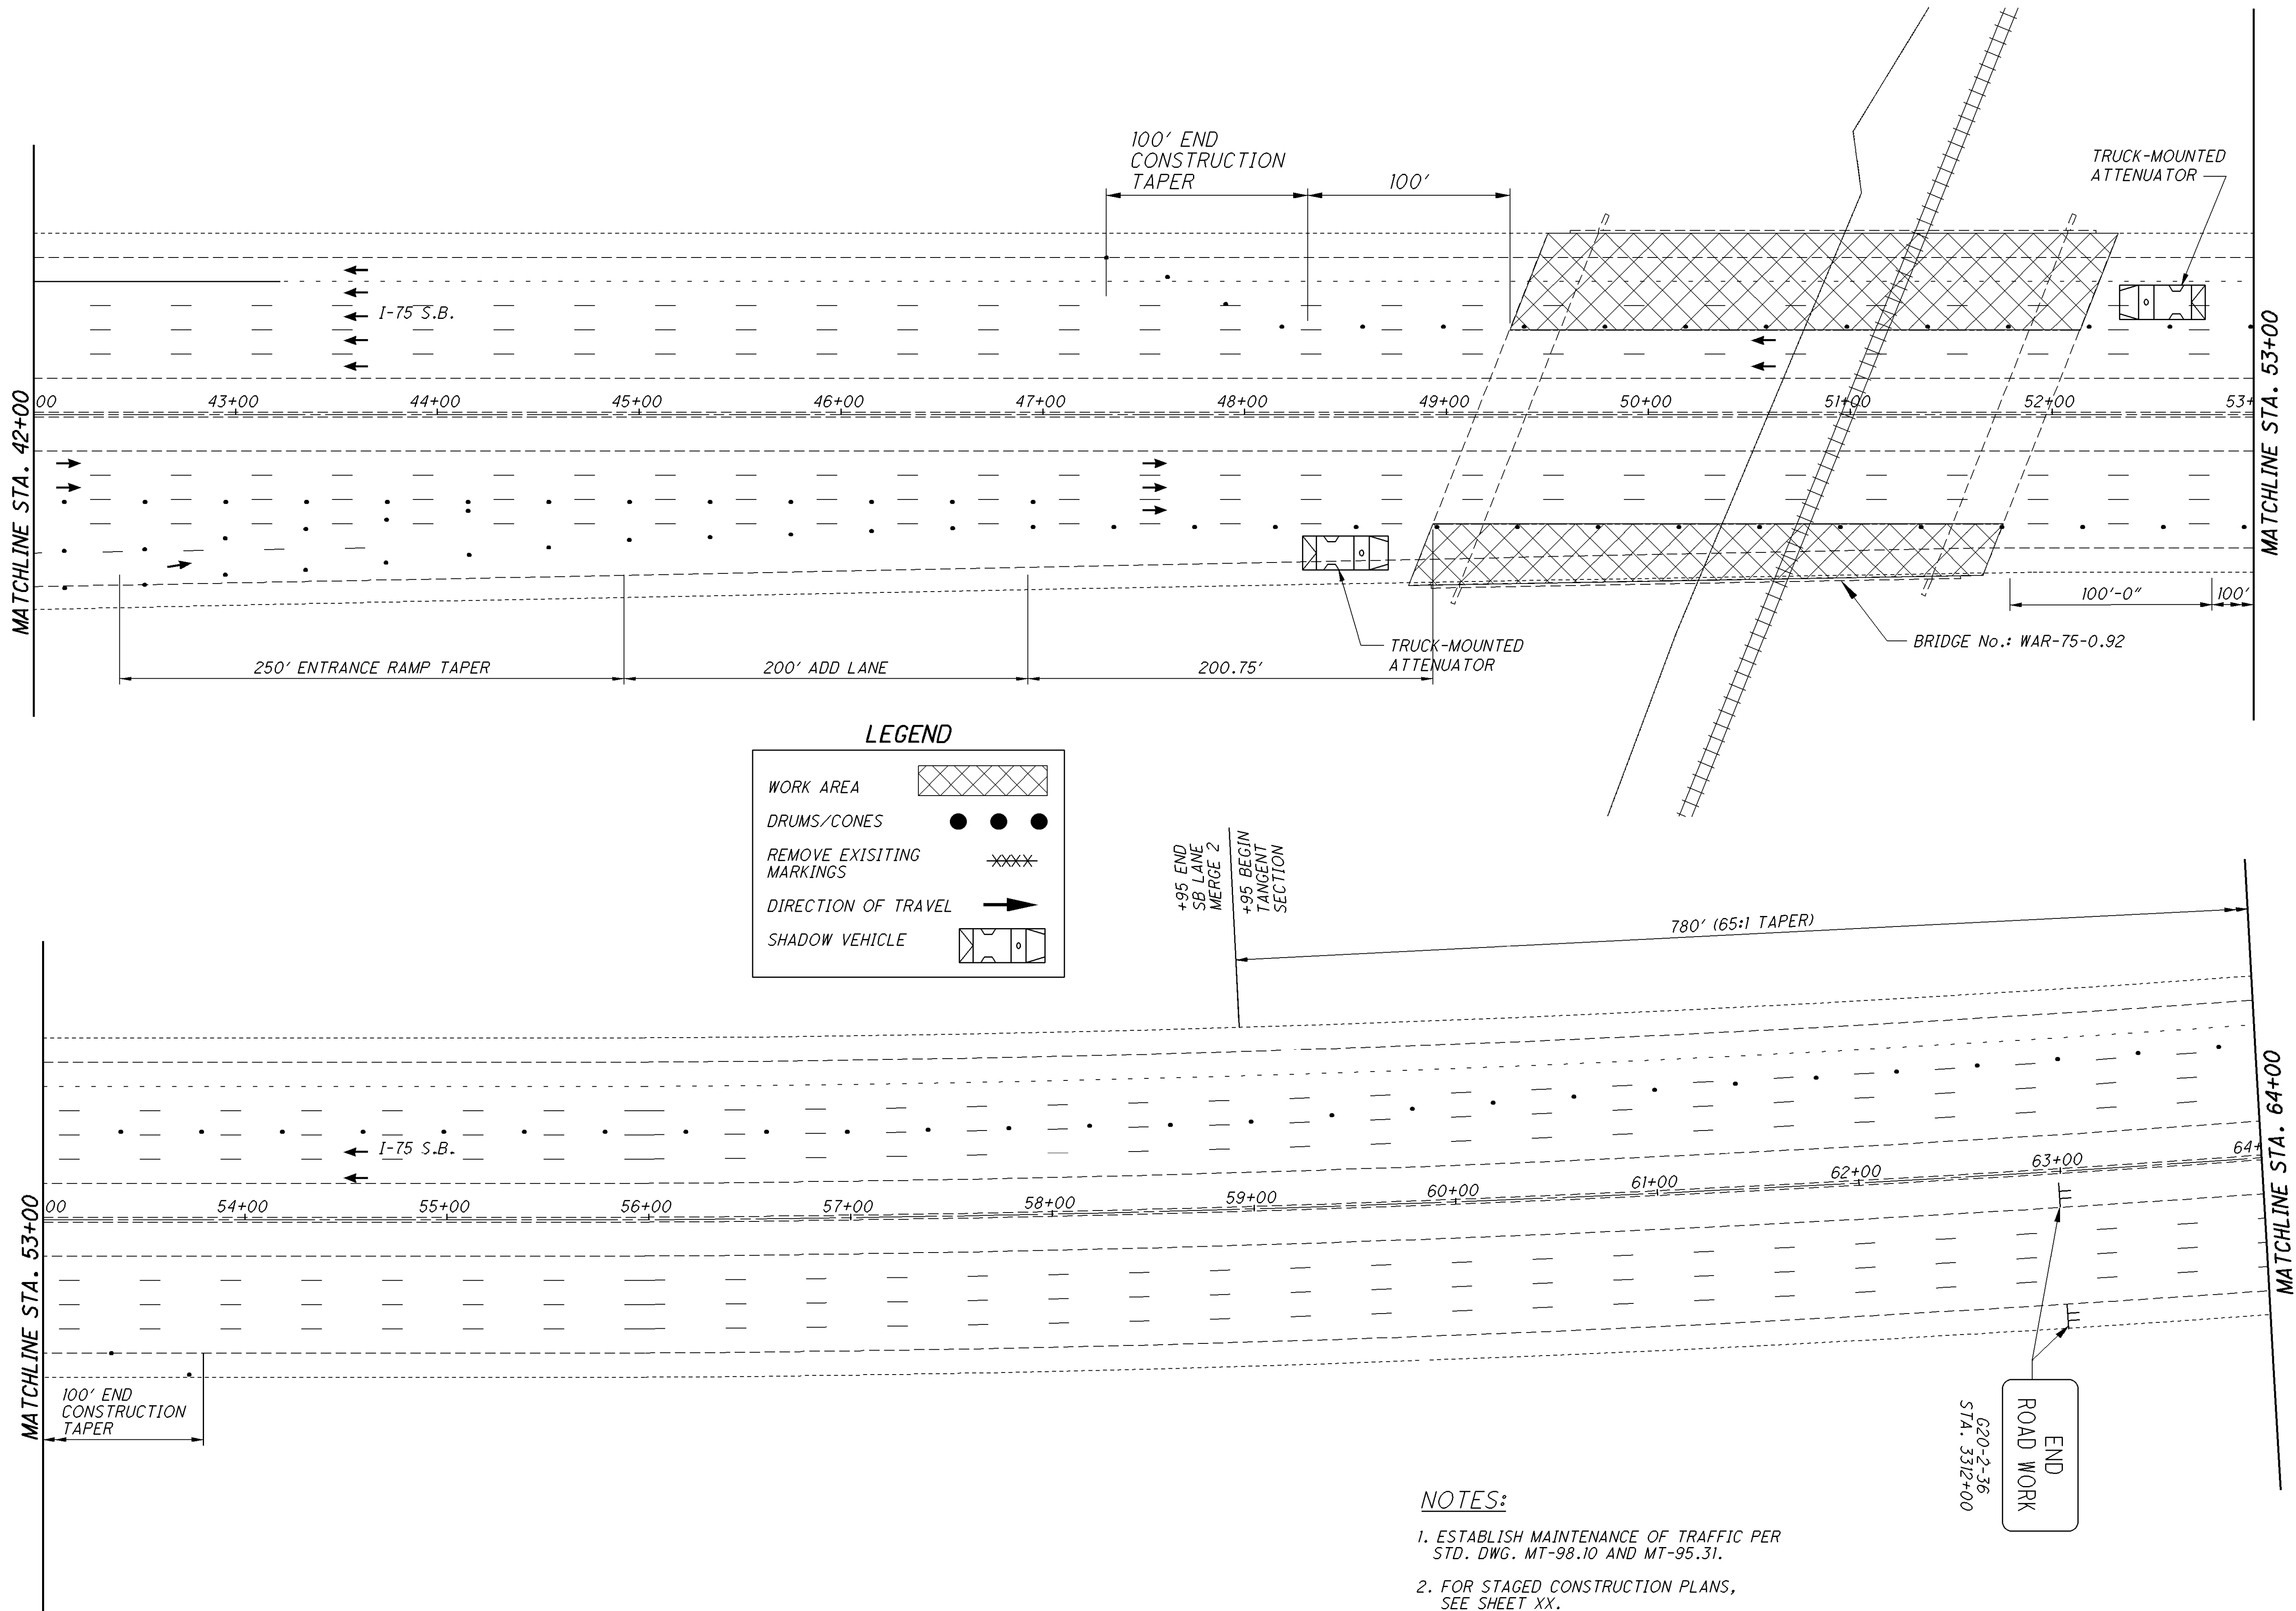 100' END
CONSTRUCTION
TAPER
100'
TRUCK-MOUNTED
ATTENUATOR
I-75 S.B.
MATCHLINE STA. 42+00
00
43+00
44+00
45+00
46+00
47+00
48+00
49+00
50+00
51+00
52+00
53+
MATCHLINE STA. 53+00
100'-0"
100'
BRIDGE No.: WAR-75-0.92
TRUCK-MOUNTED
ATTENUATOR
250' ENTRANCE RAMP TAPER
200' ADD LANE
200.75'
LEGEND
WORK AREA
DRUMS/CONES
REMOVE EXISITING
MARKINGS
DIRECTION OF TRAVEL
SHADOW VEHICLE
+95 END
SB LANE
MERGE 2
+95 BEGIN
TANGENT
SECTION
780' (65:1 TAPER)
I-75 S.B.
MATCHLINE STA. 53+00
00
54+00
55+00
56+00
57+00
58+00
59+00
60+00
61+00
62+00
63+00
64+
MATCHLINE STA. 64+00
100' END
CONSTRUCTION
TAPER
END
ROAD WORK
G20-2-36
STA. 3312+00
NOTES:
1. ESTABLISH MAINTENANCE OF TRAFFIC PER
STD. DWG. MT-98.10 AND MT-95.31.
2. FOR STAGED CONSTRUCTION PLANS,
SEE SHEET XX.